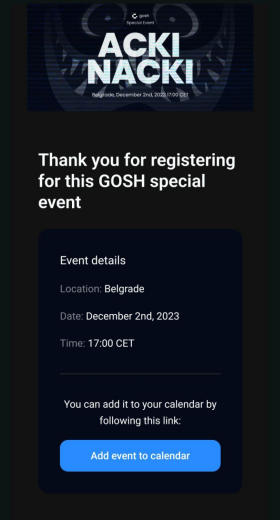 gosh
Special Event
ACKI
NACKI
Belgrade, December 2nd, 2023 17:00 CET
Thank you for registering
for this GOSH special
event
Event details
Location: Belgrade
Date: December 2nd, 2023
Time: 17:00 CET
You can add it to your calendar by
following this link:
Add event to calendar